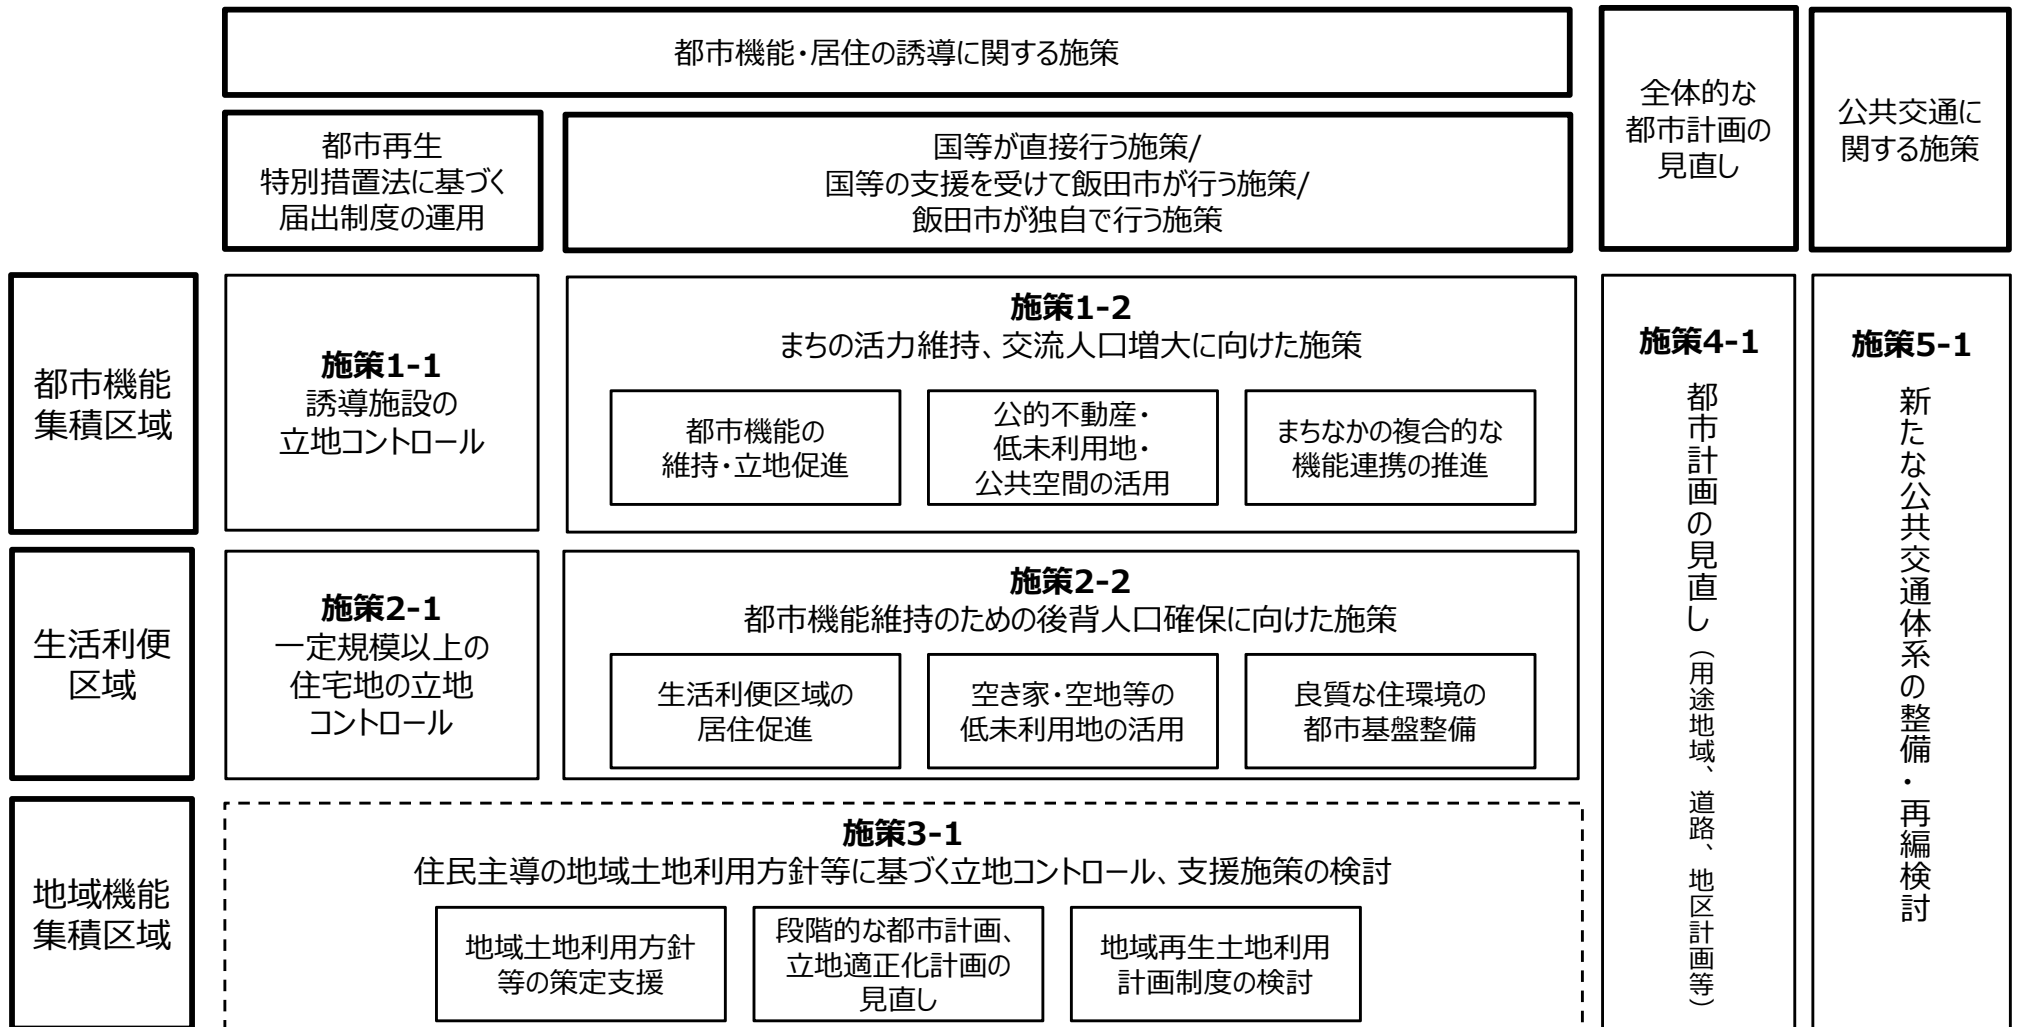 都市機能・居住の誘導に関する施策
全体的な
都市計画の
見直し
公共交通に
関する施策
都市再生
特別措置法に基づく
届出制度の運用
国等が直接行う施策/
国等の支援を受けて飯田市が行う施策/
飯田市が独自で行う施策
都市機能
集積区域
施策1-1
誘導施設の
立地コントロール
施策1-2
まちの活力維持、交流人口増大に向けた施策
都市機能の
維持・立地促進
公的不動産・
低未利用地・
公共空間の活用
まちなかの複合的な
機能連携の推進
生活利便
区域
施策2-1
一定規模以上の
住宅地の立地
コントロール
施策2-2
都市機能維持のための後背人口確保に向けた施策
生活利便区域の
居住促進
空き家・空地等の
低未利用地の活用
良質な住環境の
都市基盤整備
地域機能
集積区域
施策3-1
住民主導の地域土地利用方針等に基づく立地コントロール、支援施策の検討
地域土地利用方針
等の策定支援
段階的な都市計画、
立地適正化計画の
見直し
地域再生土地利用
計画制度の検討
施策4-1
都市計画の見直し（用途地域、道路、地区計画等）
施策5-1
新たな公共交通体系の整備・再編検討